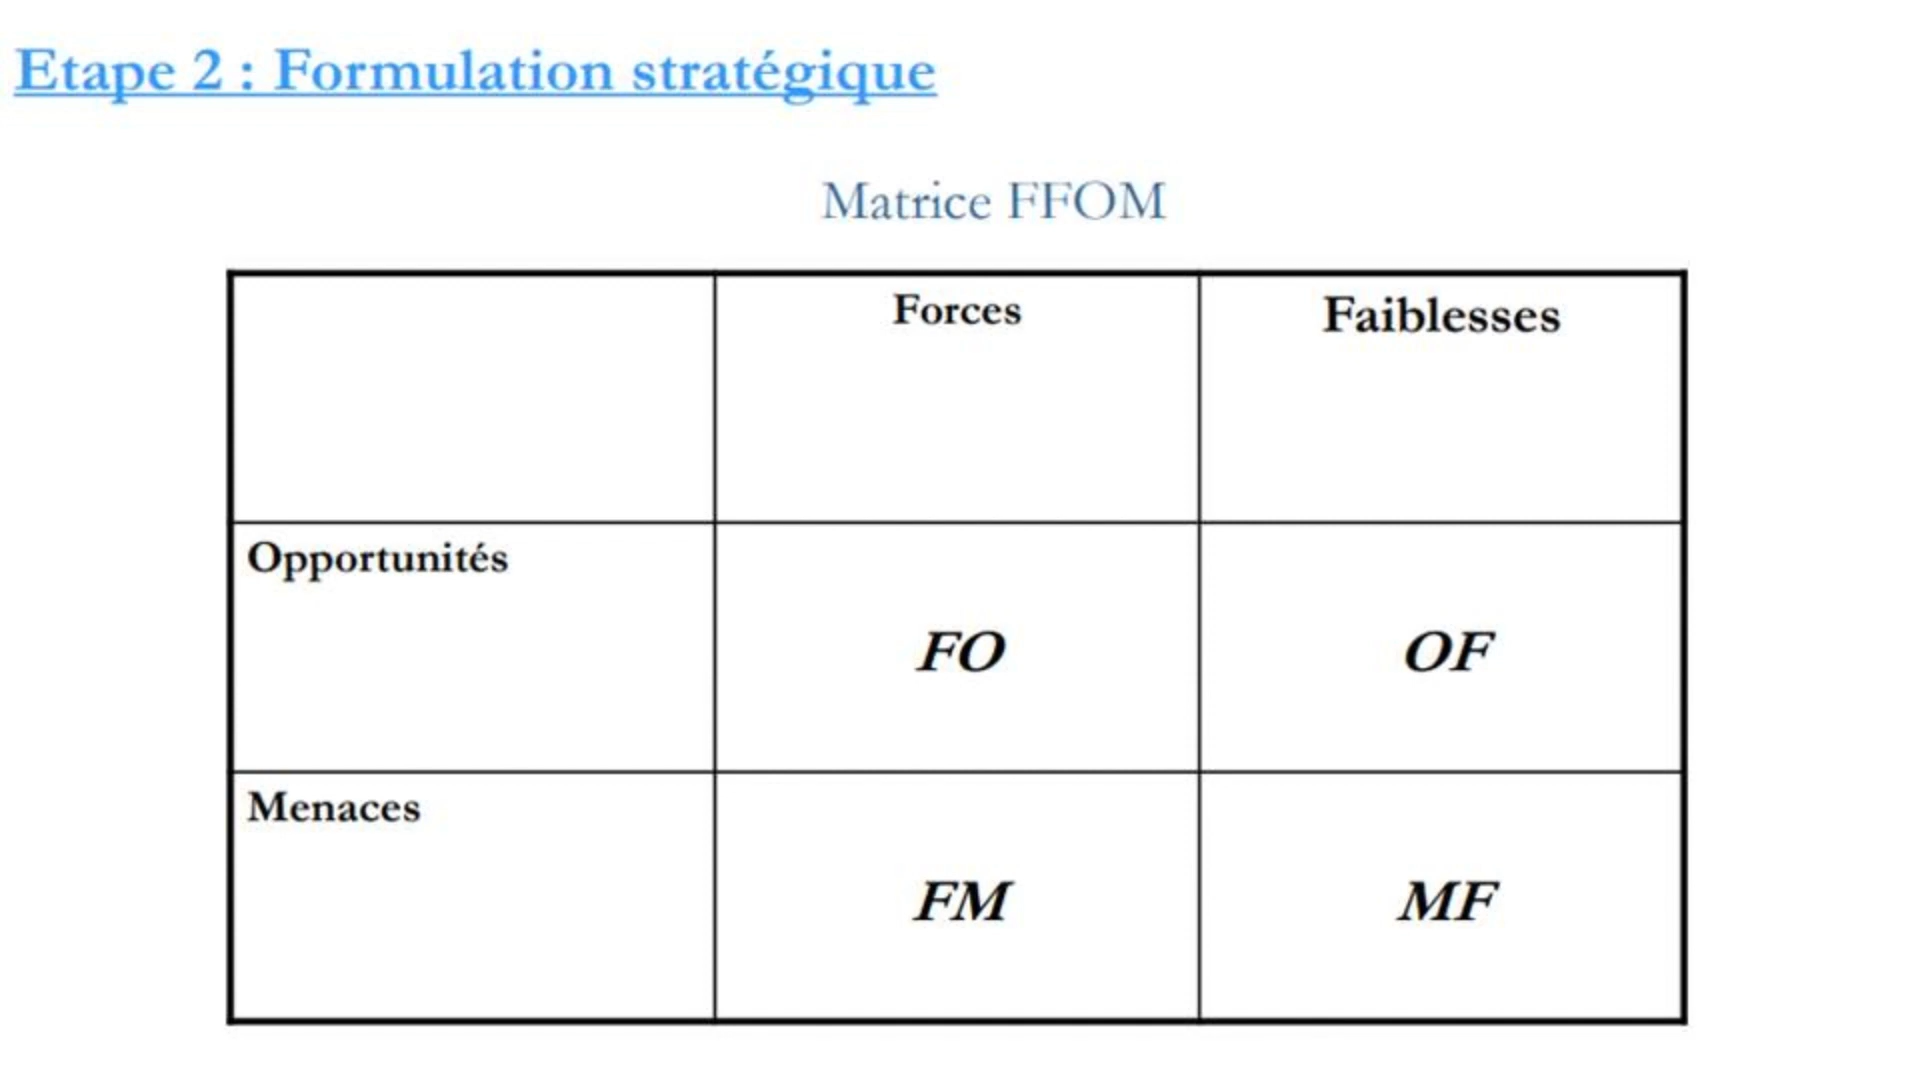 Etape 2 : Formulation stratégique
Matrice FFOM
Forces
Faiblesses
Opportunités
FO
OF
Menaces
FM
MF